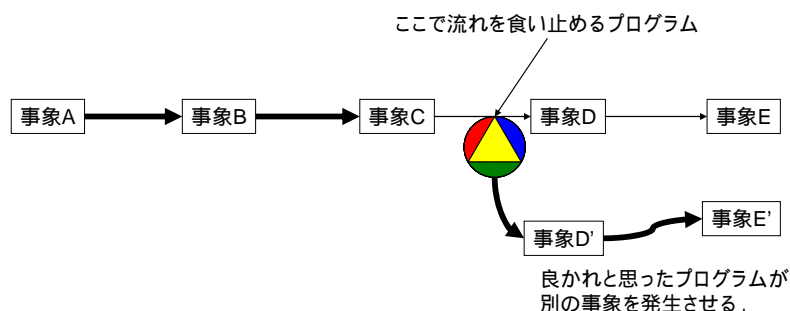 ここで流れを食い止めるプログラム
事象A
事象B
事象C
事象D
事象E
事象D'
事象E'
良かれと思ったプログラムが
別の事象を発生させる.